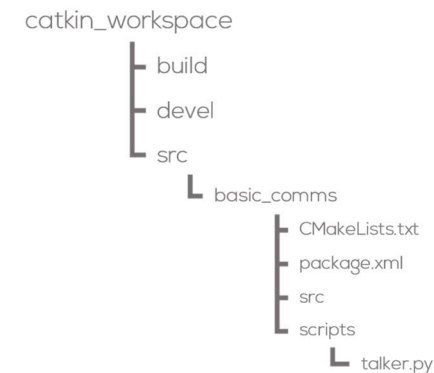 catkin_workspace
build
devel
src
basic_comms
CMakeLists.txt
package.xml
src
scripts
talker.py